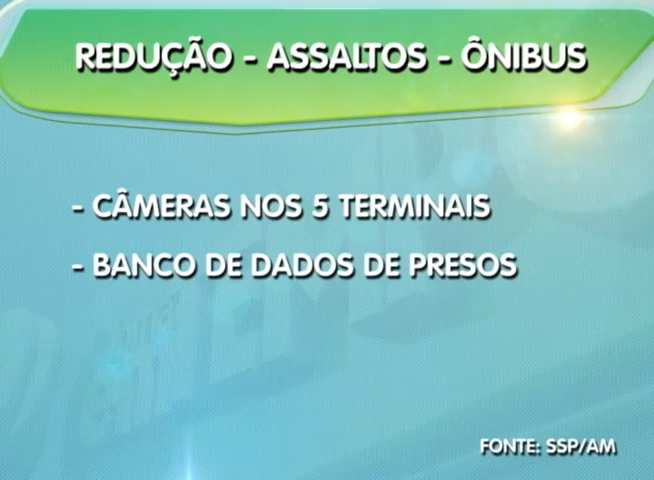 REDUÇÃO - ASSALTOS - ÔNIBUS
- CÂMERAS NOS 5 TERMINAIS
- BANCO DE DADOS DE PRESOS
FONTE: SSP/AM